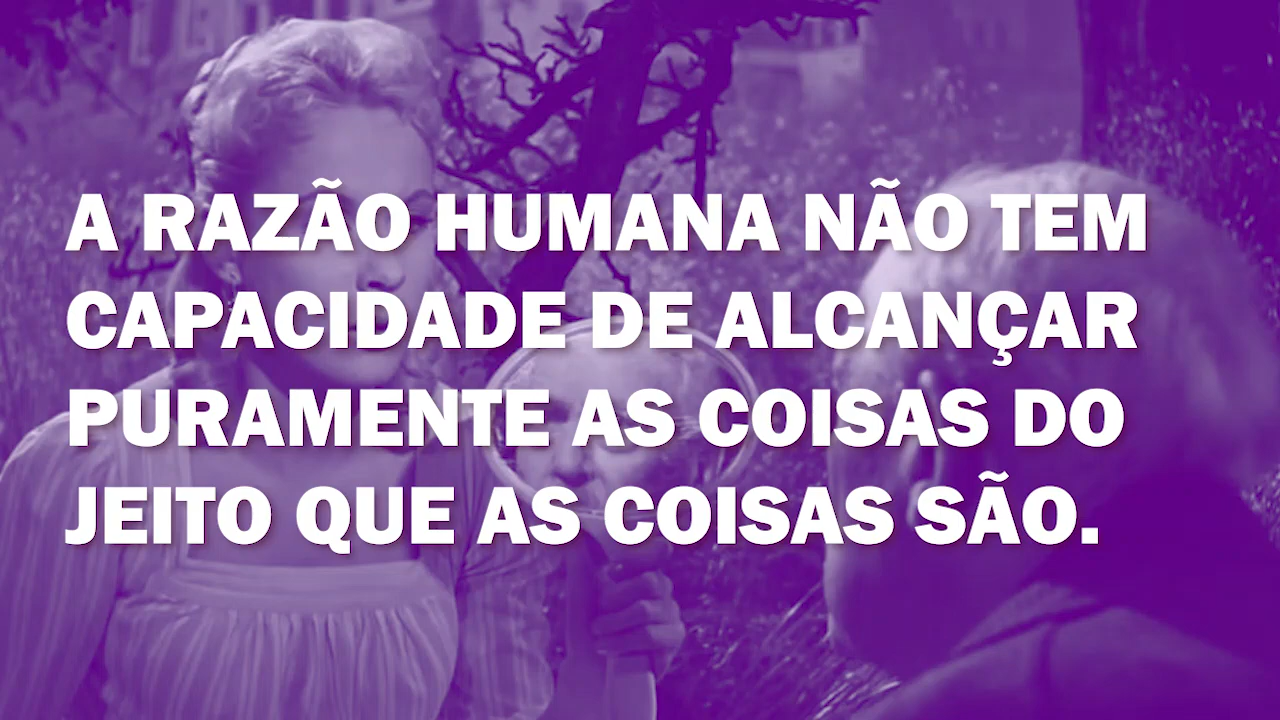 A RAZÃO HUMANA NÃO TEM
CAPACIDADE DE ALCANÇAR
PURAMENTE AS COISAS DO
JEITO QUE AS COISAS SÃO.